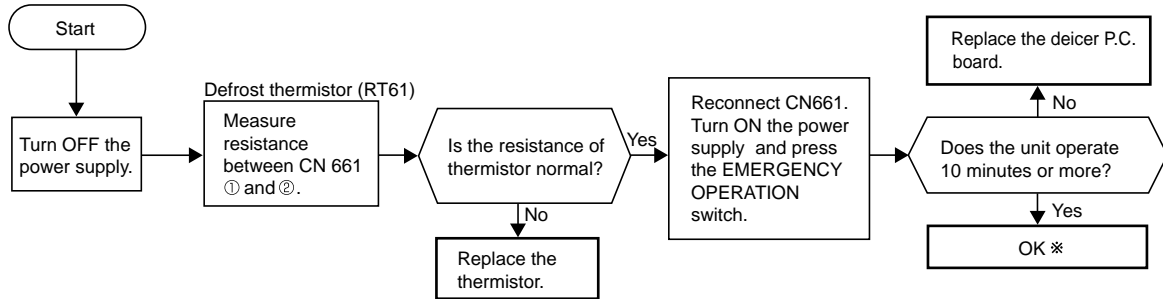 Start
Turn OFF the
power supply.
Defrost thermistor (RT61)
Measure
resistance
between CN 661
① and ②.
Is the resistance of
thermistor normal?
Yes
No
Replace the
thermistor.
Reconnect CN661.
Turn ON the power
supply and press
the EMERGENCY
OPERATION
switch.
Does the unit operate
10 minutes or more?
No
Replace the deicer P.C.
board.
Yes
OK ※